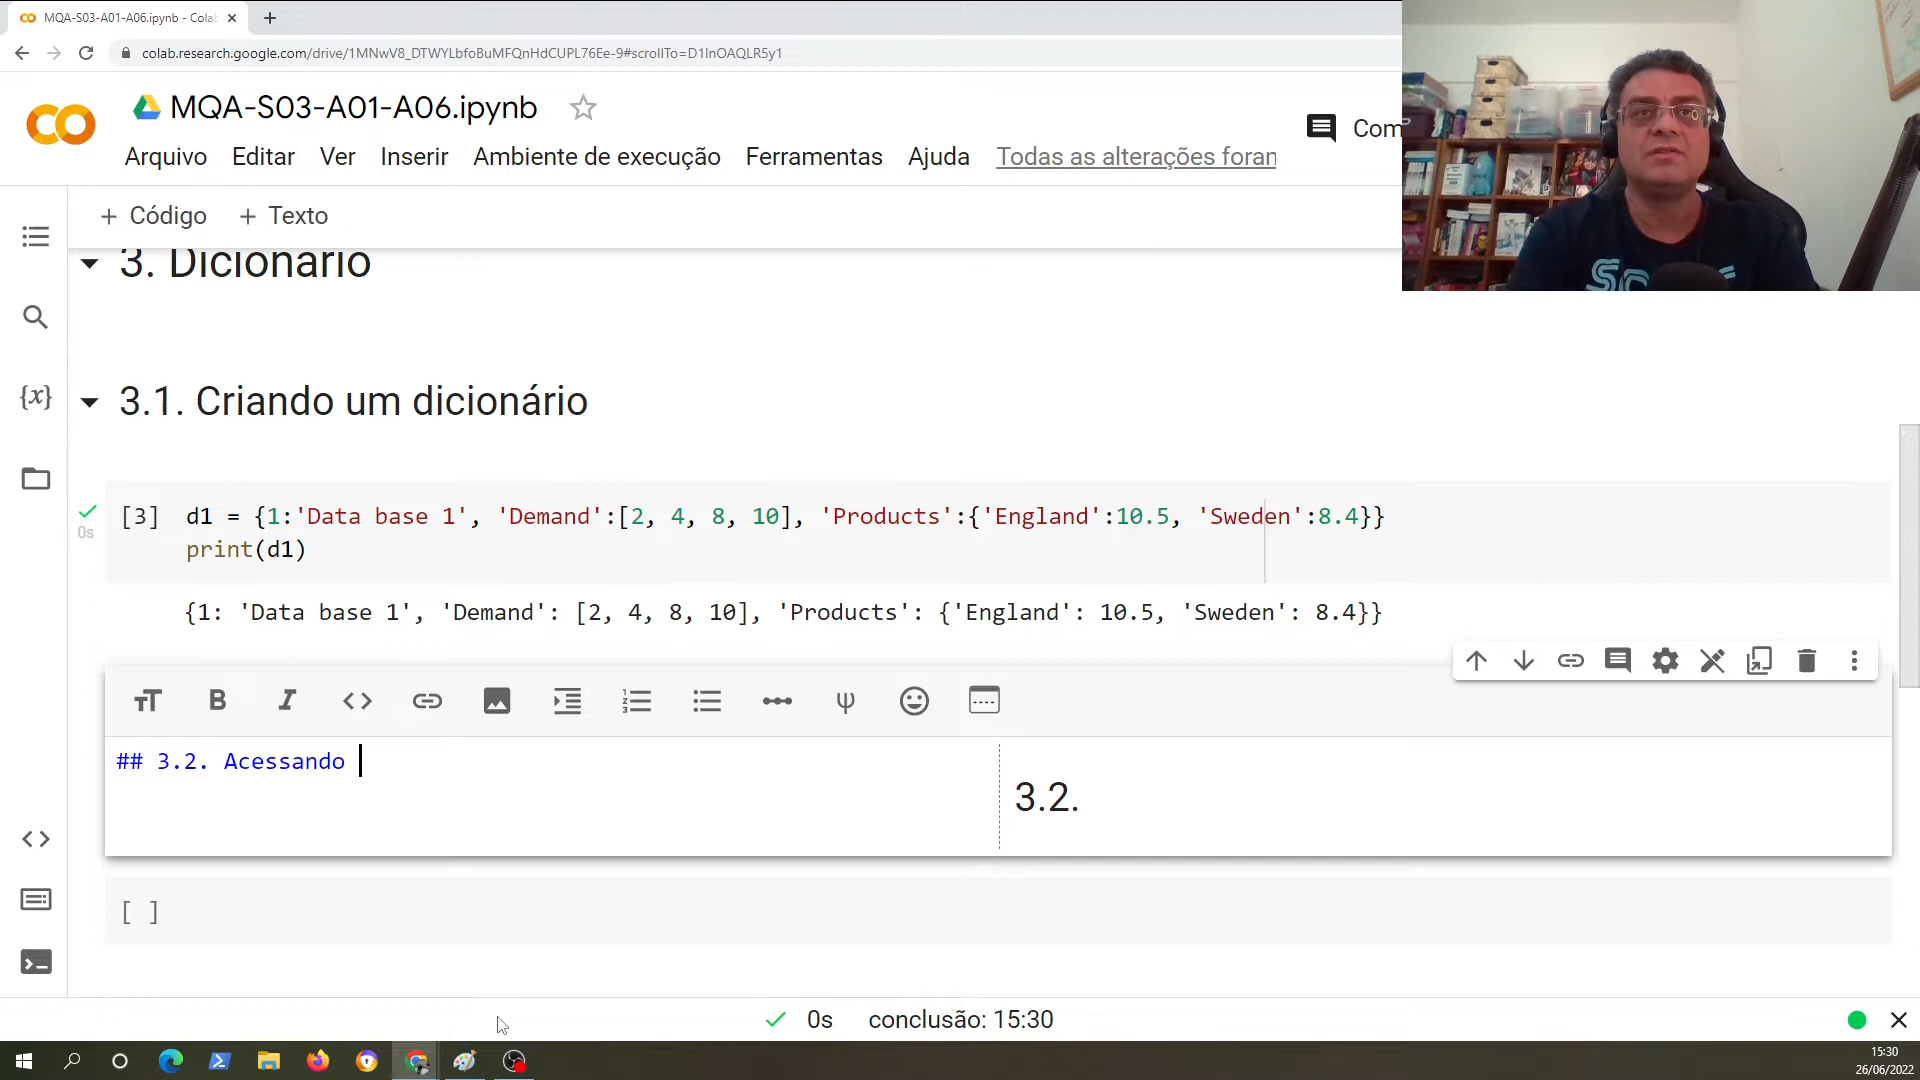 MQA-S03-A01-A06.ipynb - Cola
colab.research.google.com/drive/1MNwV8_DTWYLbfoBuMFQnHdCUPL76Ee-9#scrollTo=D1lnOAQLR5y1
MQA-S03-A01-A06.ipynb
Arquivo Editar Ver Inserir Ambiente de execução Ferramentas Ajuda Todas as alterações foran
Com
+ Código + Texto
3. Dicionário
3.1. Criando um dicionário
[3] d1 = {1:'Data base 1', 'Demand':[2, 4, 8, 10], 'Products':{'England':10.5, 'Sweden':8.4}}
print(d1)
0s
{1: 'Data base 1', 'Demand': [2, 4, 8, 10], 'Products': {'England': 10.5, 'Sweden': 8.4}}
## 3.2. Acessando
3.2.
[ ]
0s conclusão: 15:30
15:30
26/06/2022